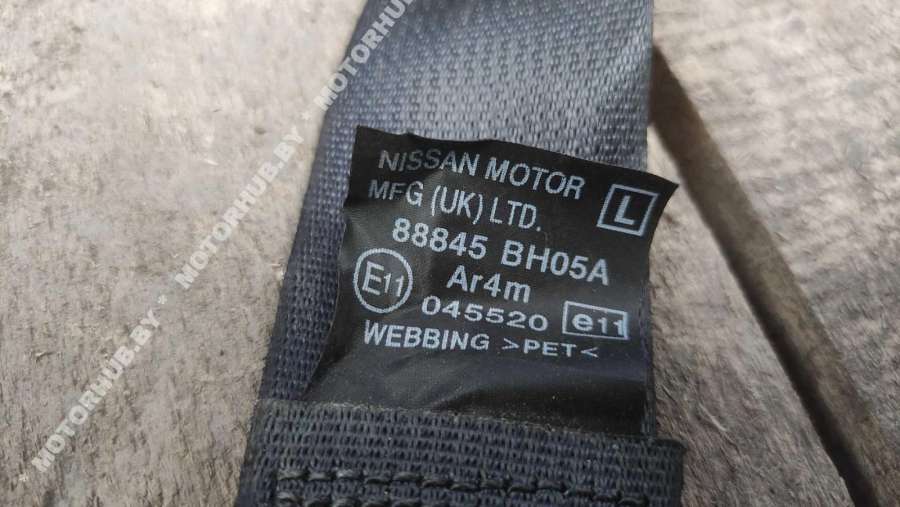 NISSAN MOTOR
MFG (UK) LTD. L
88845 BH05A
Ar4m
E11 045520 e11
WEBBING >PET<
* MOTORHUB.BY * MOTORHUB.BY * MOTORHUB.BY